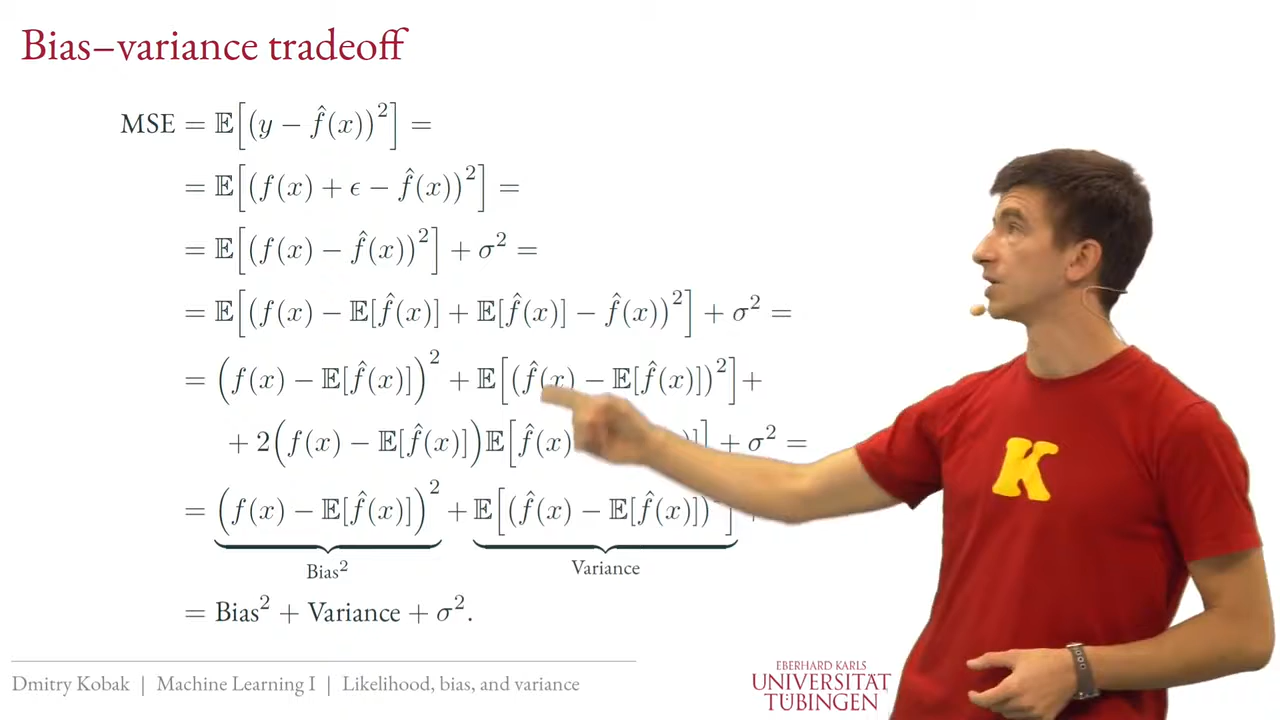 Bias–variance tradeoff
MSE = 𝔼[(y − f̂(x))²] =
= 𝔼[(f(x) + ϵ − f̂(x))²] =
= 𝔼[(f(x) − f̂(x))²] + σ² =
= 𝔼[(f(x) − 𝔼[f̂(x)] + 𝔼[f̂(x)] − f̂(x))²] + σ² =
= (f(x) − 𝔼[f̂(x)])² + 𝔼[(f̂(x) − 𝔼[f̂(x)])²] +
+ 2(f(x) − 𝔼[f̂(x)])𝔼[f̂(x) )]] + σ² =
= (f(x) − 𝔼[f̂(x)])² + 𝔼[(f̂(x) − 𝔼[f̂(x)]) ]
Bias² Variance
= Bias² + Variance + σ².
K
Dmitry Kobak | Machine Learning I | Likelihood, bias, and variance
EBERHARD KARLS
UNIVERSITÄT
TÜBINGEN